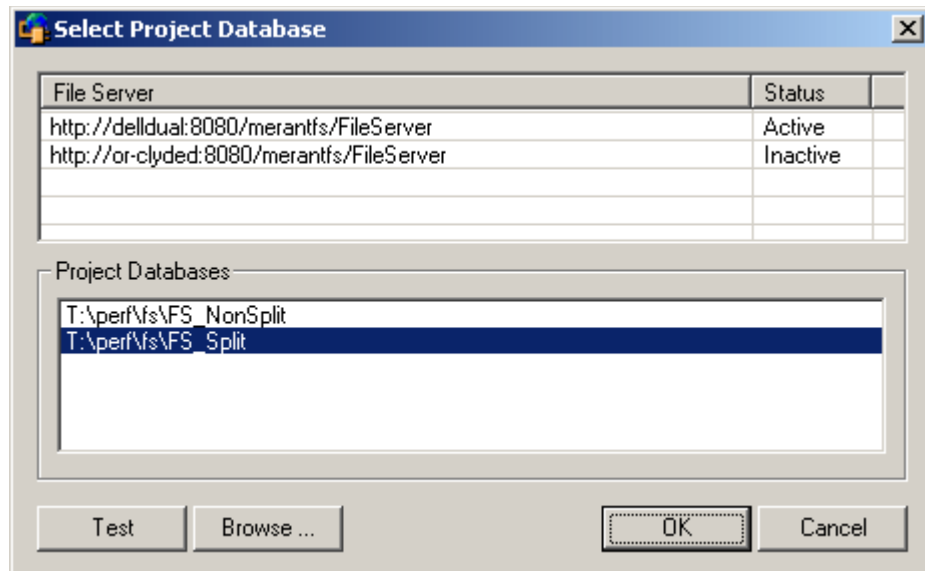 Select Project Database
File Server Status
http://delldual:8080/merantfs/FileServer Active
http://or-clyded:8080/merantfs/FileServer Inactive
Project Databases
T:\perf\fs\FS_NonSplit
T:\perf\fs\FS_Split
Test Browse ... OK Cancel